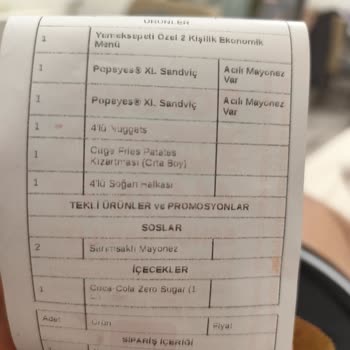 ÜRÜNLER
1 Yemeksepeti Özel 2 Kişilik Ekonomik
Menü
1 Popeyes® XL Sandviç Acılı Mayonez
Var
1 Popeyes® XL Sandviç Acılı Mayonez
Var
1 4'lü Nuggets
1 Cajun Fries Patates
Kızartması (Orta Boy)
1 4'lü Soğan Halkası
TEKLİ ÜRÜNLER ve PROMOSYONLAR
SOSLAR
2 Sarımsaklı Mayonez
İÇECEKLER
1 Coca-Cola Zero Sugar (1
L)
Adet Ürün Fiyat
SİPARİŞ İÇERİĞİ